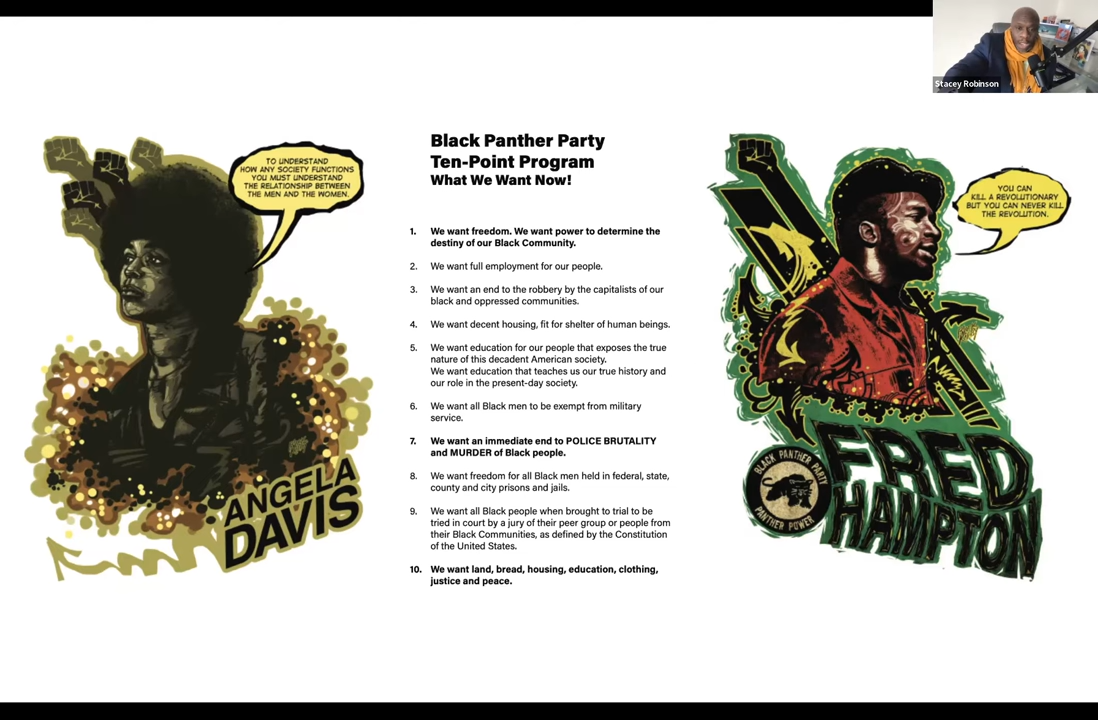 Stacey Robinson
TO UNDERSTAND
HOW ANY SOCIETY FUNCTIONS
YOU MUST UNDERSTAND
THE RELATIONSHIP BETWEEN
THE MEN AND THE WOMEN.
ANGELA
DAVIS
Black Panther Party
Ten-Point Program
What We Want Now!
1. We want freedom. We want power to determine the
destiny of our Black Community.
2. We want full employment for our people.
3. We want an end to the robbery by the capitalists of our
black and oppressed communities.
4. We want decent housing, fit for shelter of human beings.
5. We want education for our people that exposes the true
nature of this decadent American society.
We want education that teaches us our true history and
our role in the present-day society.
6. We want all Black men to be exempt from military
service.
7. We want an immediate end to POLICE BRUTALITY
and MURDER of Black people.
8. We want freedom for all Black men held in federal, state,
county and city prisons and jails.
9. We want all Black people when brought to trial to be
tried in court by a jury of their peer group or people from
their Black Communities, as defined by the Constitution
of the United States.
10. We want land, bread, housing, education, clothing,
justice and peace.
YOU CAN
KILL A REVOLUTIONARY
BUT YOU CAN NEVER KILL
THE REVOLUTION.
BLACK PANTHER PARTY
PANTHER POWER
FRED
HAMPTON